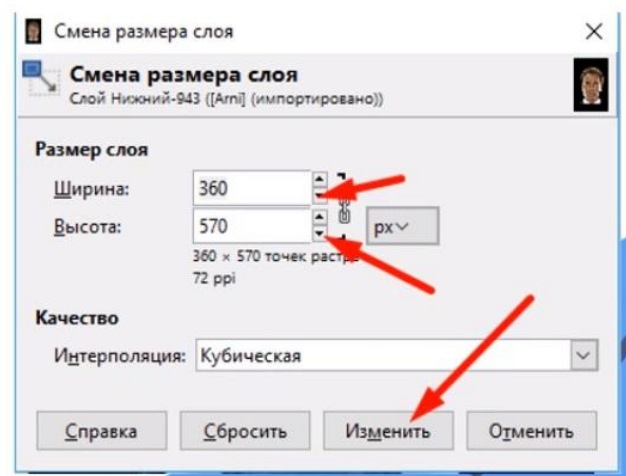 Смена размера слоя
Смена размера слоя
Слой Нижний-943 ([Arni] (импортировано))
Размер слоя
Ширина: 360
Высота: 570 px
360 × 570 точек
72 ppi
Качество
Интерполяция: Кубическая
Справка Сбросить Изменить Отменить